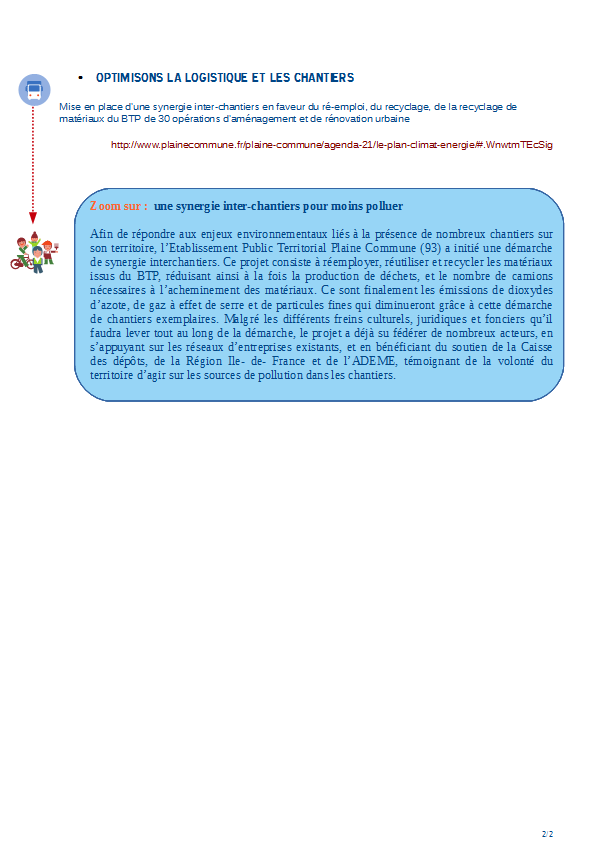 • OPTIMISONS LA LOGISTIQUE ET LES CHANTIERS
Mise en place d'une synergie inter-chantiers en faveur du ré-emploi, du recyclage, de la recyclage de
matériaux du BTP de 30 opérations d'aménagement et de rénovation urbaine
http://www.plainecommune.fr/plaine-commune/agenda-21/le-plan-climat-energie/#.WnwtmTEcSig
Zoom sur : une synergie inter-chantiers pour moins polluer
Afin de répondre aux enjeux environnementaux liés à la présence de nombreux chantiers sur
son territoire, l'Etablissement Public Territorial Plaine Commune (93) a initié une démarche
de synergie interchantiers. Ce projet consiste à réemployer, réutiliser et recycler les matériaux
issus du BTP, réduisant ainsi à la fois la production de déchets, et le nombre de camions
nécessaires à l'acheminement des matériaux. Ce sont finalement les émissions de dioxydes
d'azote, de gaz à effet de serre et de particules fines qui diminueront grâce à cette démarche
de chantiers exemplaires. Malgré les différents freins culturels, juridiques et fonciers qu'il
faudra lever tout au long de la démarche, le projet a déjà su fédérer de nombreux acteurs, en
s'appuyant sur les réseaux d'entreprises existants, et en bénéficiant du soutien de la Caisse
des dépôts, de la Région Ile- de- France et de l'ADEME, témoignant de la volonté du
territoire d'agir sur les sources de pollution dans les chantiers.
2/2